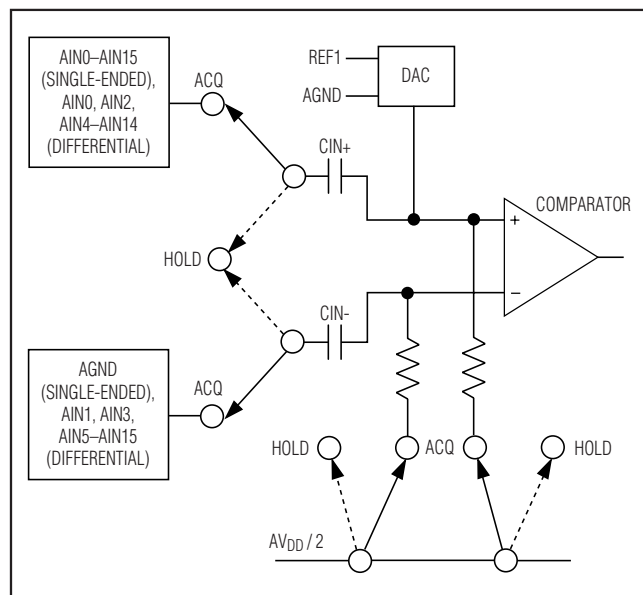 AIN0–AIN15
(SINGLE-ENDED),
AIN0, AIN2,
AIN4–AIN14
(DIFFERENTIAL)
ACQ
REF1
AGND
DAC
CIN+
COMPARATOR
+
−
HOLD
CIN-
AGND
(SINGLE-ENDED),
AIN1, AIN3,
AIN5–AIN15
(DIFFERENTIAL)
ACQ
HOLD
ACQ
HOLD
AVDD / 2